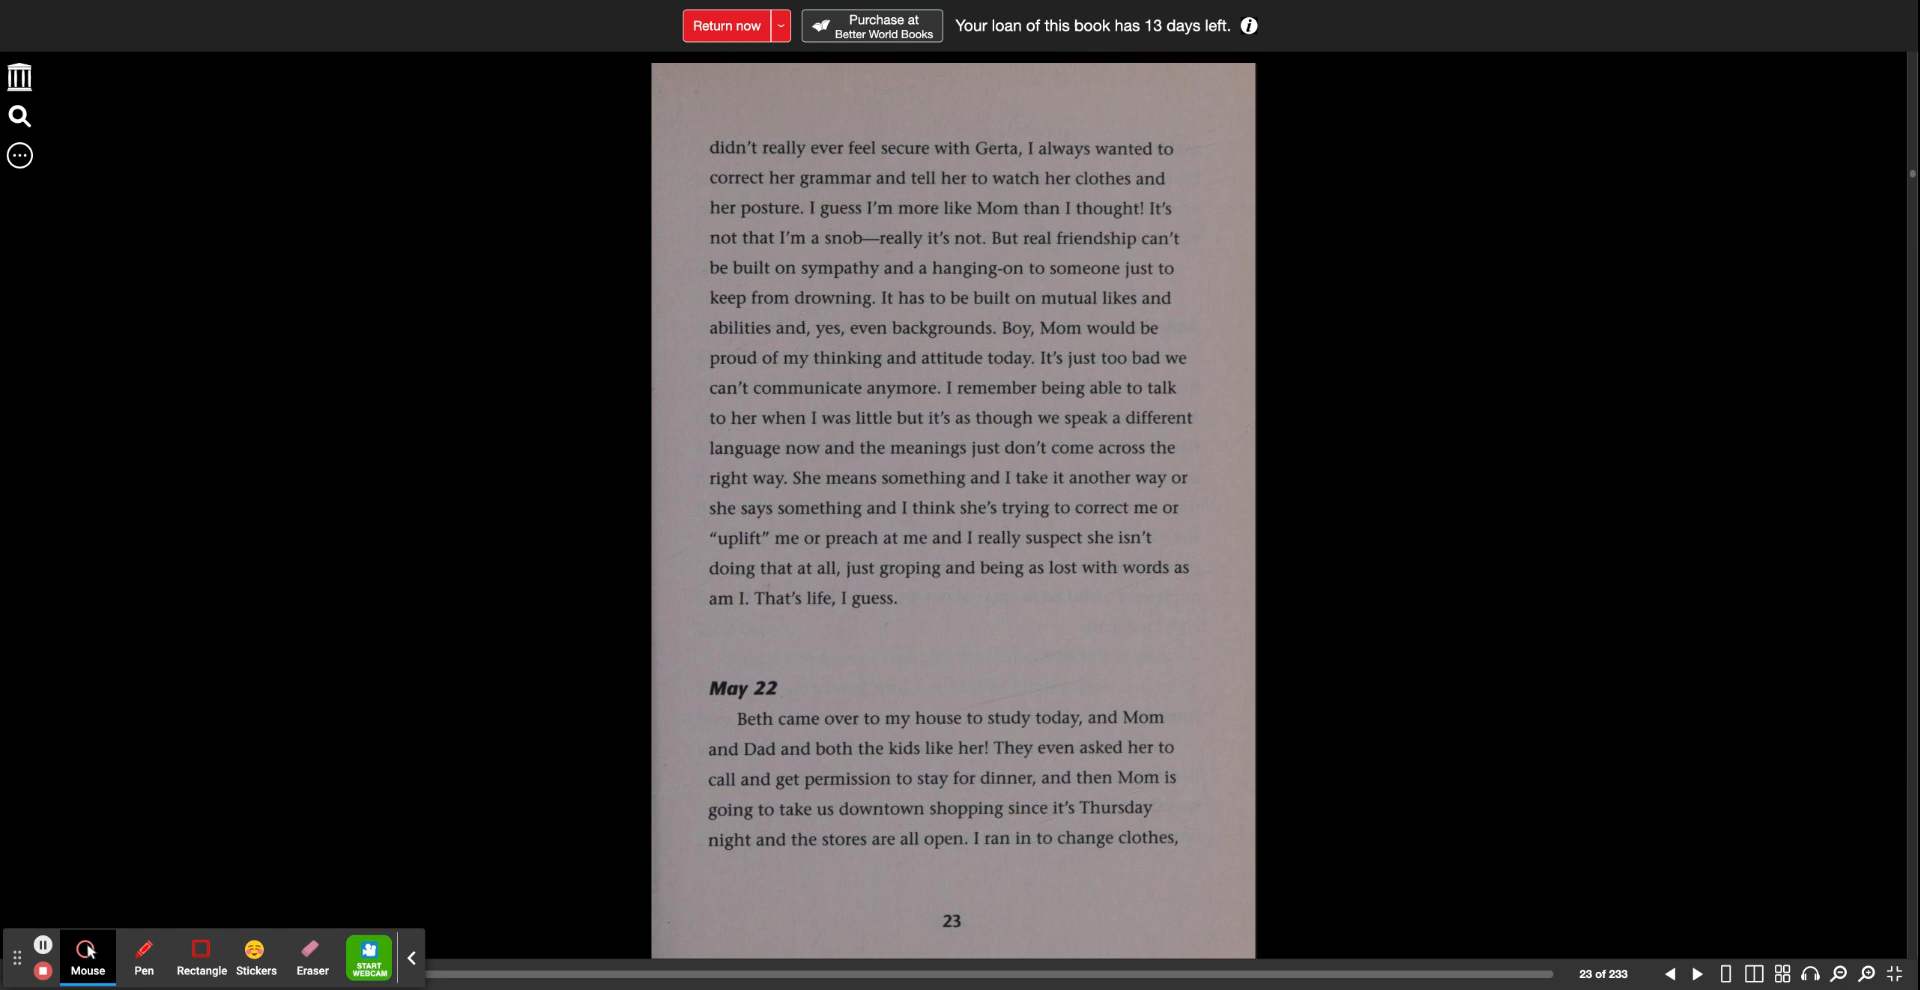 Return now
Purchase at
Better World Books
Your loan of this book has 13 days left.
didn't really ever feel secure with Gerta, I always wanted to
correct her grammar and tell her to watch her clothes and
her posture. I guess I'm more like Mom than I thought! It's
not that I'm a snob—really it's not. But real friendship can't
be built on sympathy and a hanging-on to someone just to
keep from drowning. It has to be built on mutual likes and
abilities and, yes, even backgrounds. Boy, Mom would be
proud of my thinking and attitude today. It's just too bad we
can't communicate anymore. I remember being able to talk
to her when I was little but it's as though we speak a different
language now and the meanings just don't come across the
right way. She means something and I take it another way or
she says something and I think she's trying to correct me or
“uplift” me or preach at me and I really suspect she isn't
doing that at all, just groping and being as lost with words as
am I. That's life, I guess.
May 22
Beth came over to my house to study today, and Mom
and Dad and both the kids like her! They even asked her to
call and get permission to stay for dinner, and then Mom is
going to take us downtown shopping since it's Thursday
night and the stores are all open. I ran in to change clothes,
23
Mouse
Pen
Rectangle
Stickers
Eraser
START
WEBCAM
23 of 233